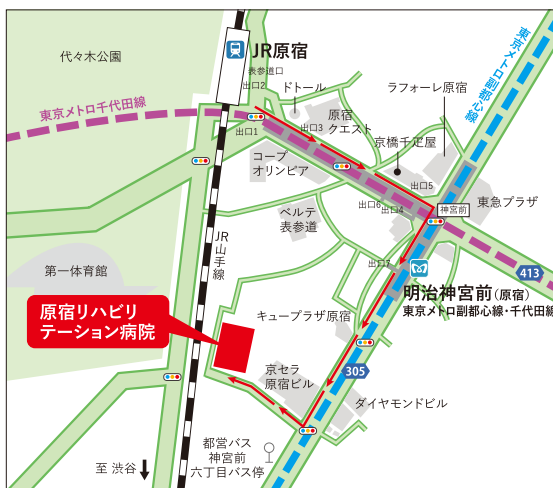 代々木公園
JR原宿
表参道口
出口2
ドトール
ラフォーレ原宿
東京メトロ副都心線
東京メトロ千代田線
出口1
出口3
原宿
クエスト
京橋千疋屋
コープ
オリンピア
出口5
出口6
出口4
神宮前
東急プラザ
ベルテ
表参道
JR山手線
出口7
第一体育館
413
明治神宮前(原宿)
東京メトロ副都心線・千代田線
原宿リハビリ
テーション病院
キュープラザ原宿
京セラ
原宿ビル
305
ダイヤモンドビル
都営バス
神宮前
六丁目バス停
至 渋谷